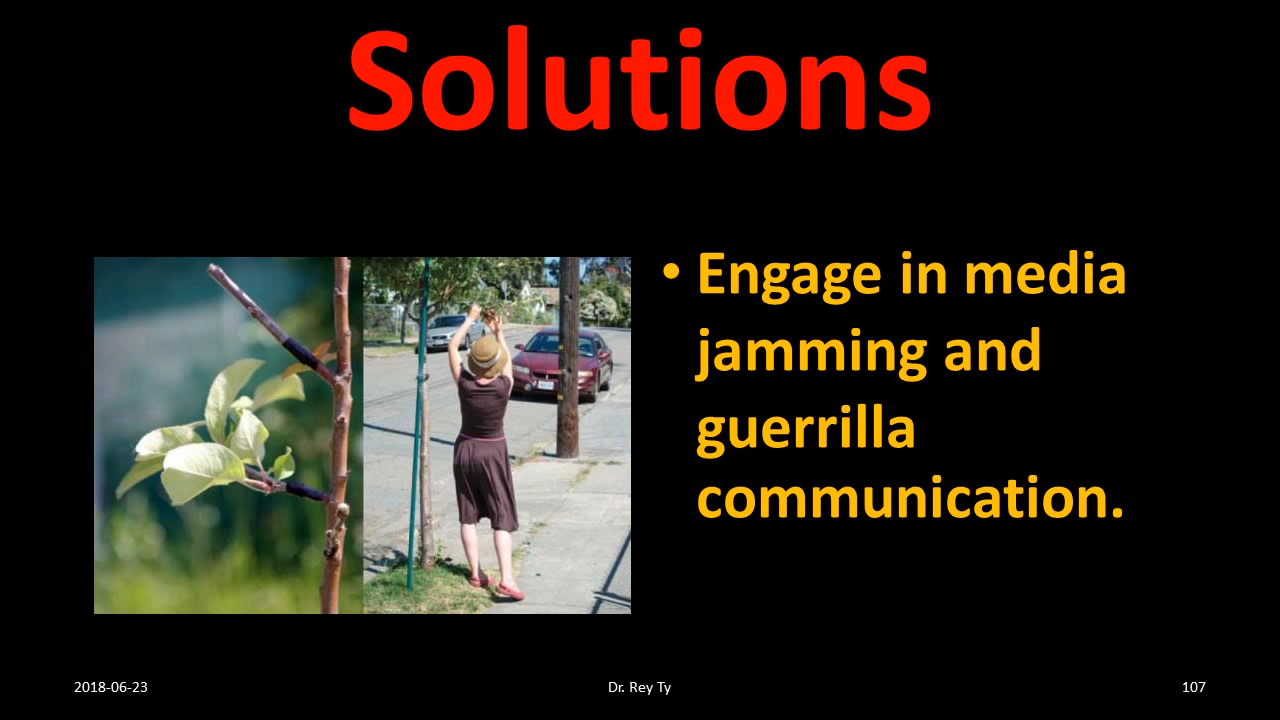 Solutions
• Engage in media
jamming and
guerrilla
communication.
2018-06-23
Dr. Rey Ty
107